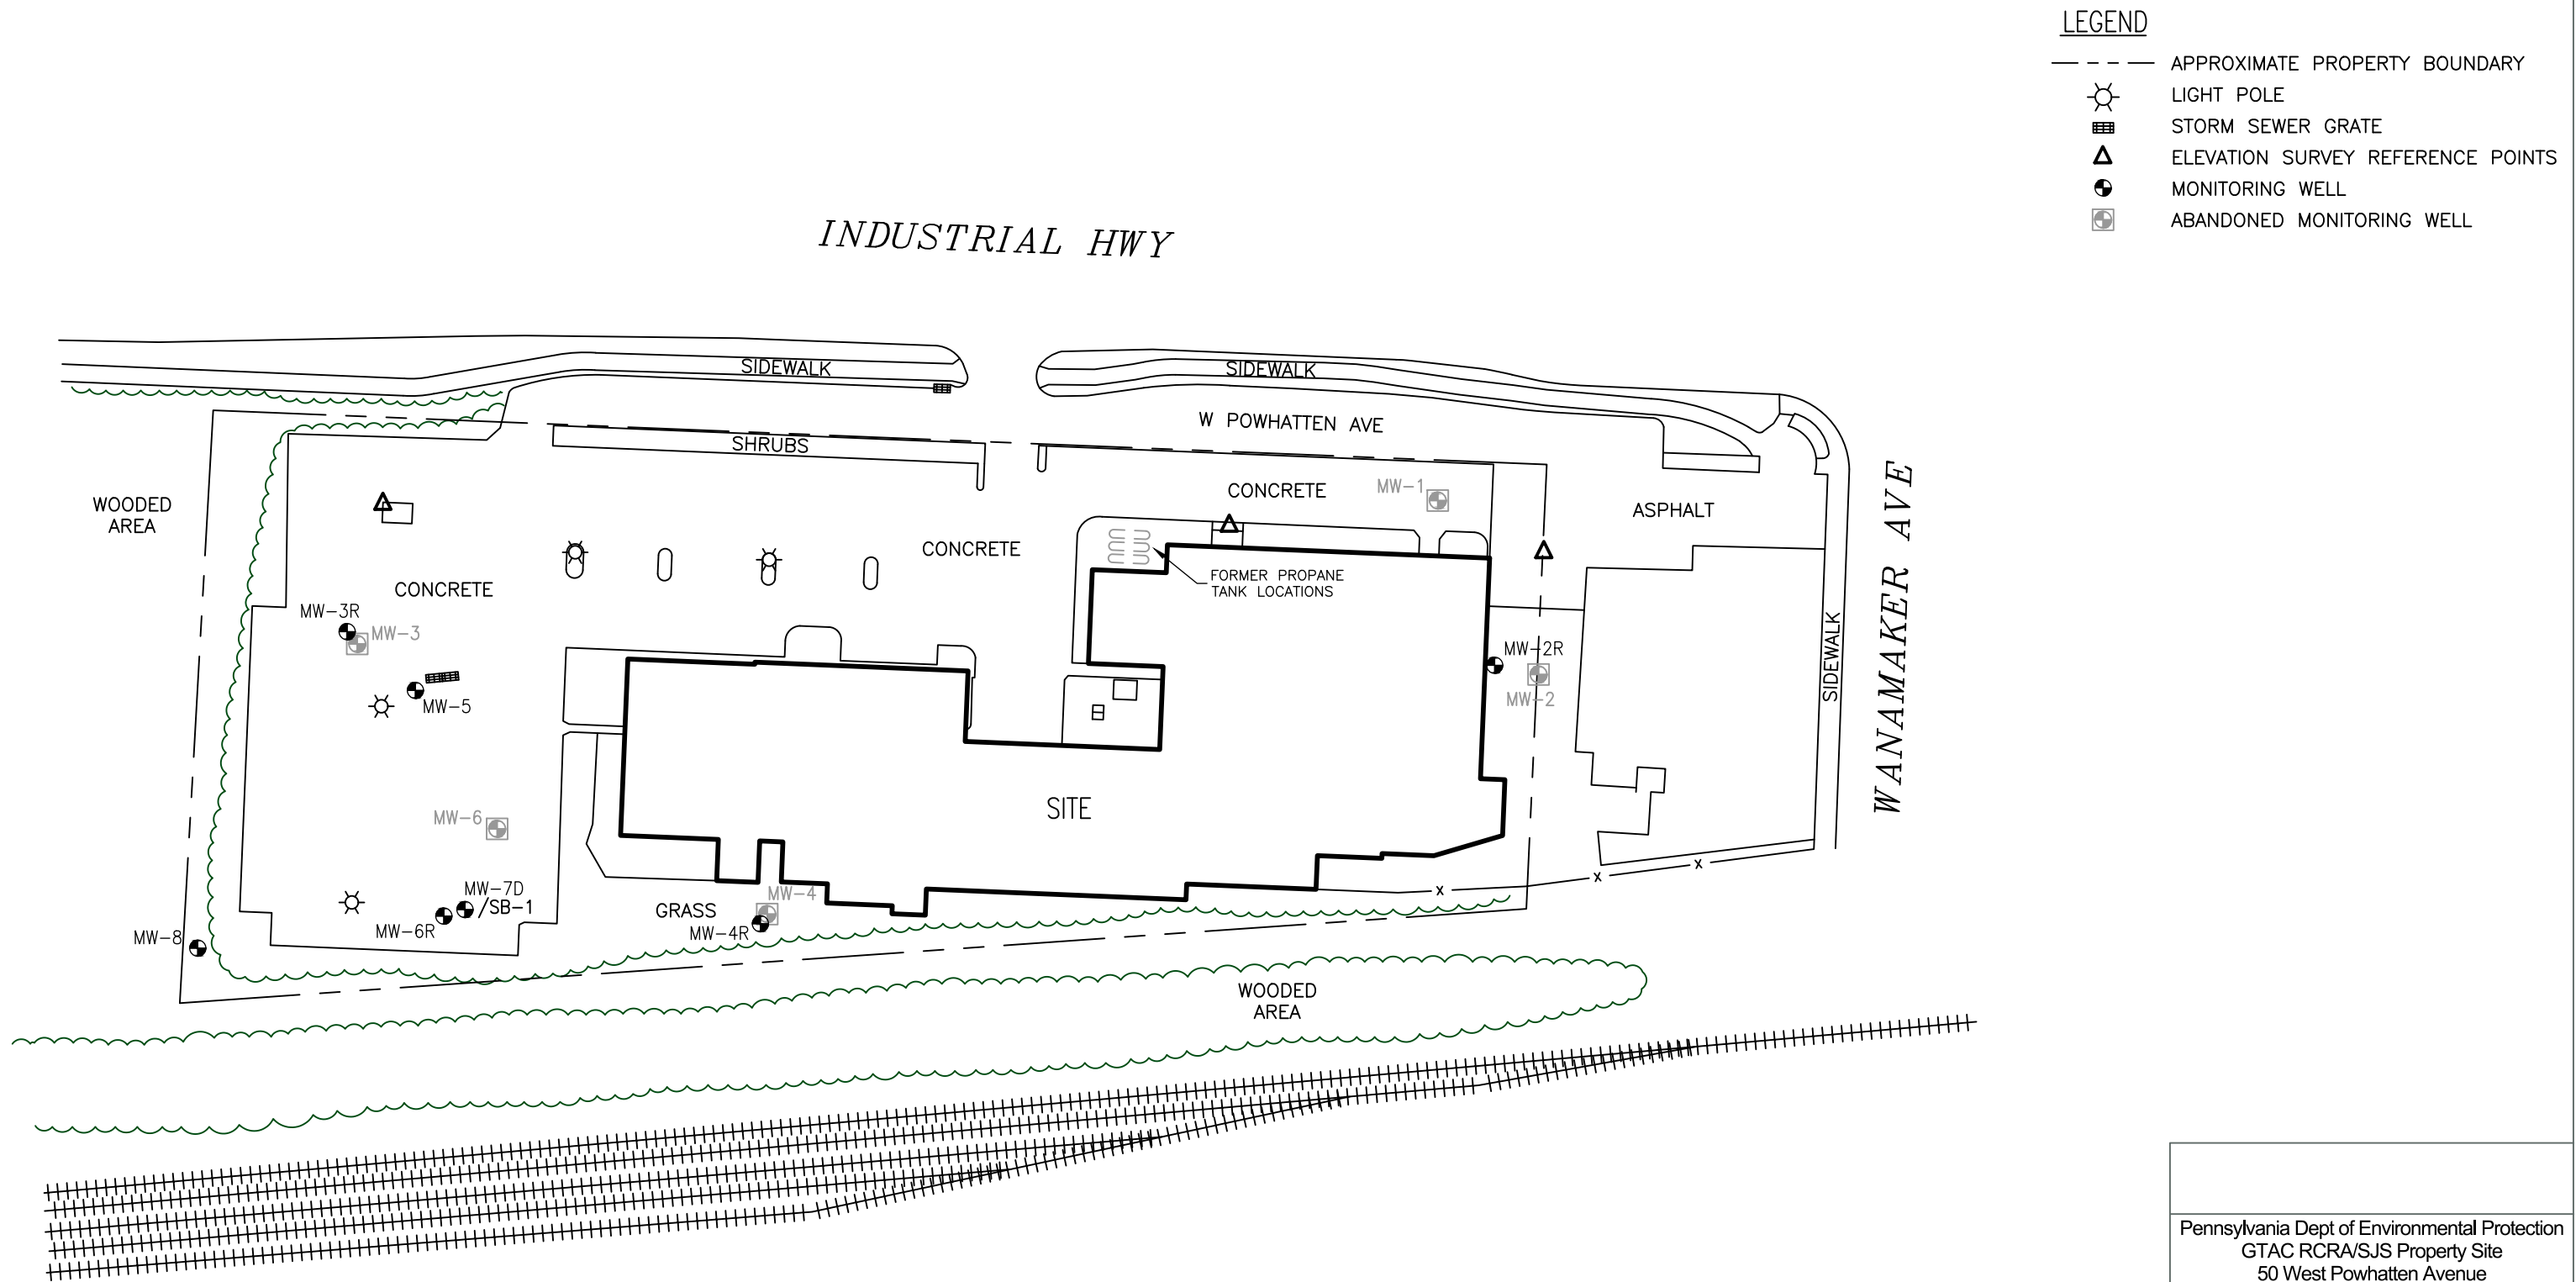 LEGEND
APPROXIMATE PROPERTY BOUNDARY
LIGHT POLE
STORM SEWER GRATE
ELEVATION SURVEY REFERENCE POINTS
MONITORING WELL
ABANDONED MONITORING WELL
INDUSTRIAL HWY
SIDEWALK
SIDEWALK
W POWHATTEN AVE
SHRUBS
WOODED
AREA
CONCRETE
MW-1
ASPHALT
CONCRETE
FORMER PROPANE
TANK LOCATIONS
CONCRETE
MW-3R
MW-3
MW-2R
MW-2
MW-5
SIDEWALK
WANAMAKER AVE
SITE
MW-6
MW-7D
/SB-1
MW-6R
MW-8
GRASS
MW-4
MW-4R
X
X
X
WOODED
AREA
Pennsylvania Dept of Environmental Protection
GTAC RCRA/SJS Property Site
50 West Powhatten Avenue